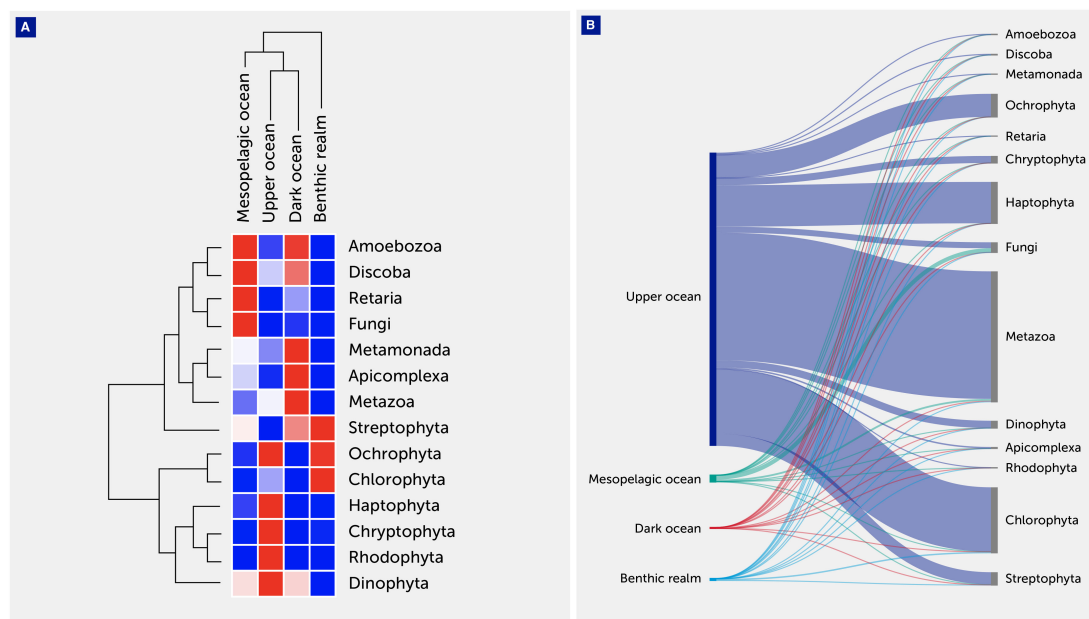 A
Mesopelagic ocean
Upper ocean
Dark ocean
Benthic realm
Amoebozoa
Discoba
Retaria
Fungi
Metamonada
Apicomplexa
Metazoa
Streptophyta
Ochrophyta
Chlorophyta
Haptophyta
Chryptophyta
Rhodophyta
Dinophyta
B
Upper ocean
Mesopelagic ocean
Dark ocean
Benthic realm
Amoebozoa
Discoba
Metamonada
Ochrophyta
Retaria
Chryptophyta
Haptophyta
Fungi
Metazoa
Dinophyta
Apicomplexa
Rhodophyta
Chlorophyta
Streptophyta